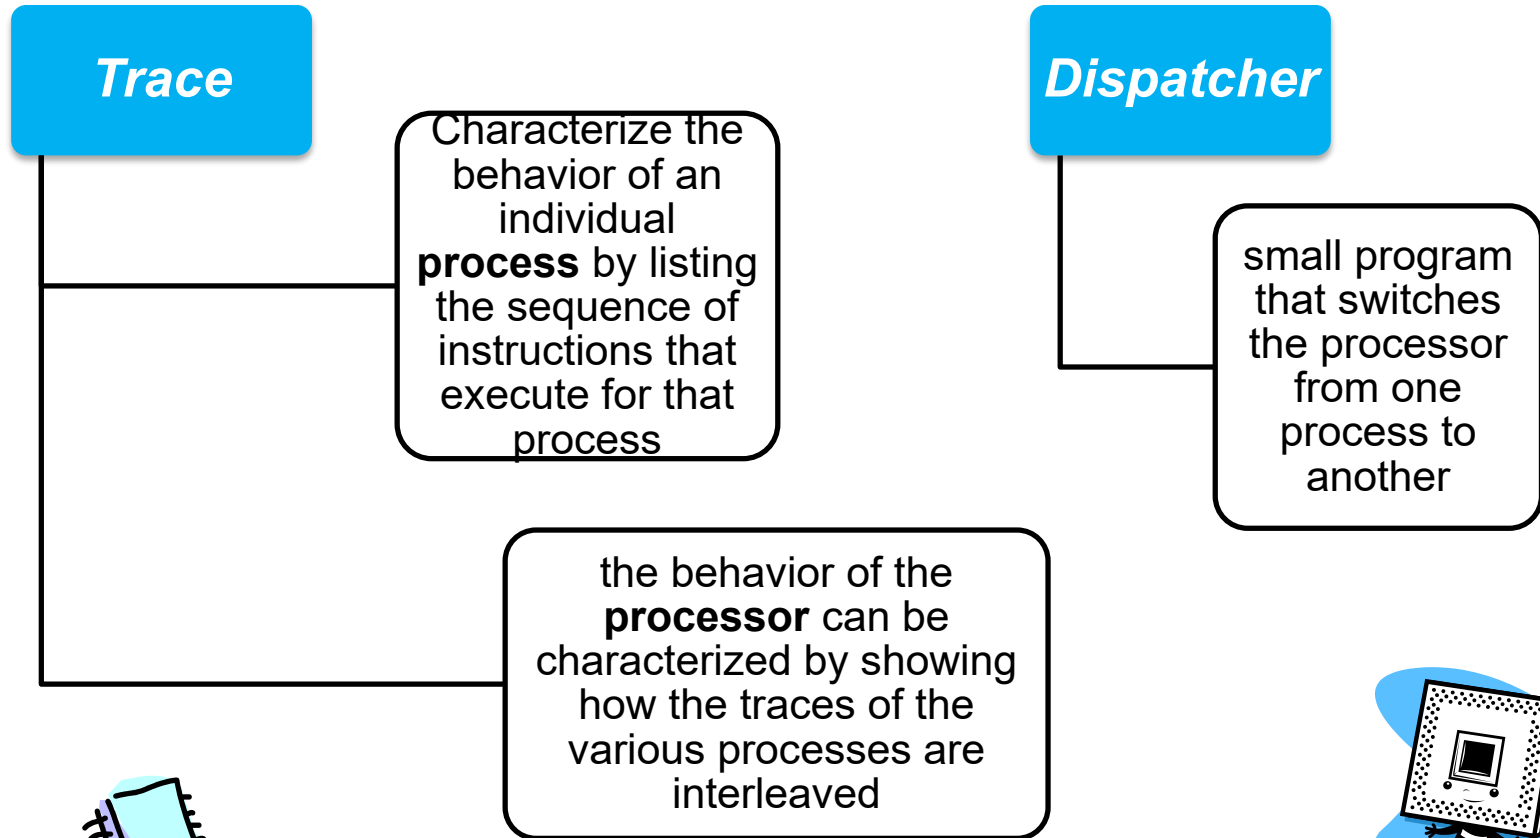 Trace
Characterize the
behavior of an
individual
process by listing
the sequence of
instructions that
execute for that
process
the behavior of the
processor can be
characterized by showing
how the traces of the
various processes are
interleaved
Dispatcher
small program
that switches
the processor
from one
process to
another